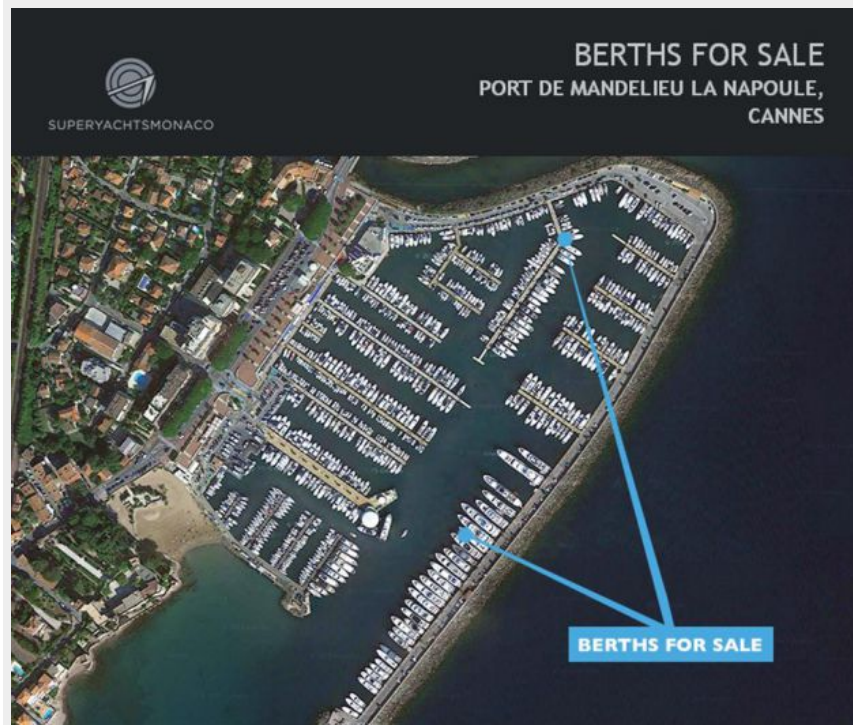 SUPERYACHTSMONACO
BERTHS FOR SALE
PORT DE MANDELIEU LA NAPOULE,
CANNES
BERTHS FOR SALE